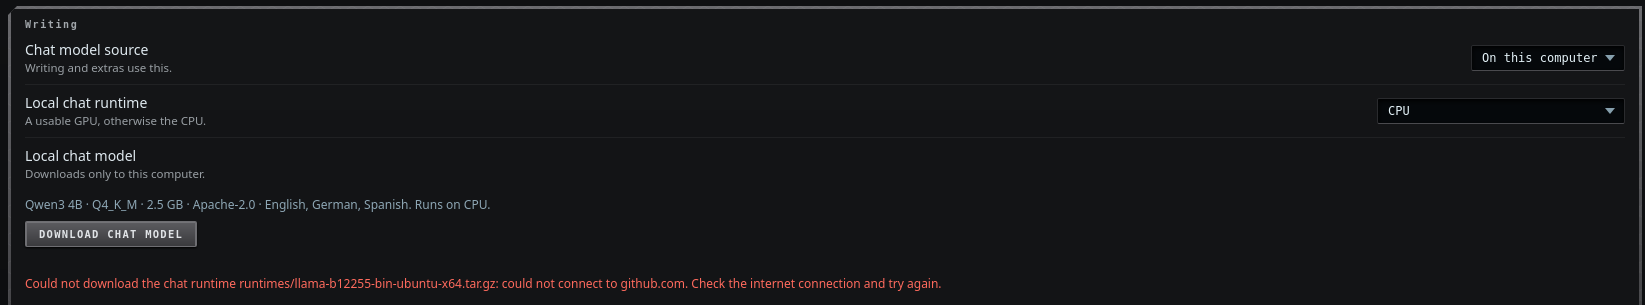 Writing
Chat model source
Writing and extras use this.
On this computer
Local chat runtime
A usable GPU, otherwise the CPU.
CPU
Local chat model
Downloads only to this computer.
Qwen3 4B · Q4_K_M · 2.5 GB · Apache-2.0 · English, German, Spanish. Runs on CPU.
DOWNLOAD CHAT MODEL
Could not download the chat runtime runtimes/llama-b12255-bin-ubuntu-x64.tar.gz: could not connect to github.com. Check the internet connection and try again.